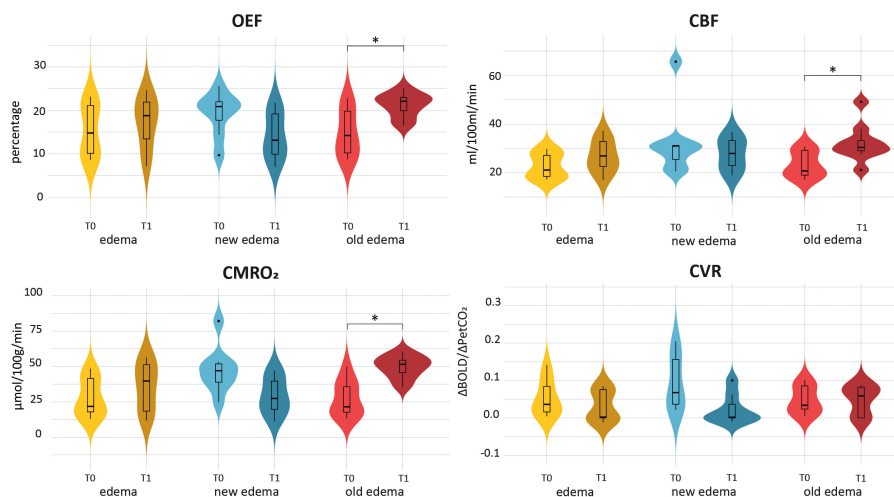 OEF
percentage
30
20
10
0
*
T0 T1 T0 T1 T0 T1
edema new edema old edema
CBF
ml/100ml/min
60
40
20
*
T0 T1 T0 T1 T0 T1
edema new edema old edema
CMRO₂
µmol/100g/min
100
75
50
25
0
*
T0 T1 T0 T1 T0 T1
edema new edema old edema
CVR
ΔBOLD/ΔPetCO₂
0.3
0.2
0.1
0.0
-0.1
T0 T1 T0 T1 T0 T1
edema new edema old edema